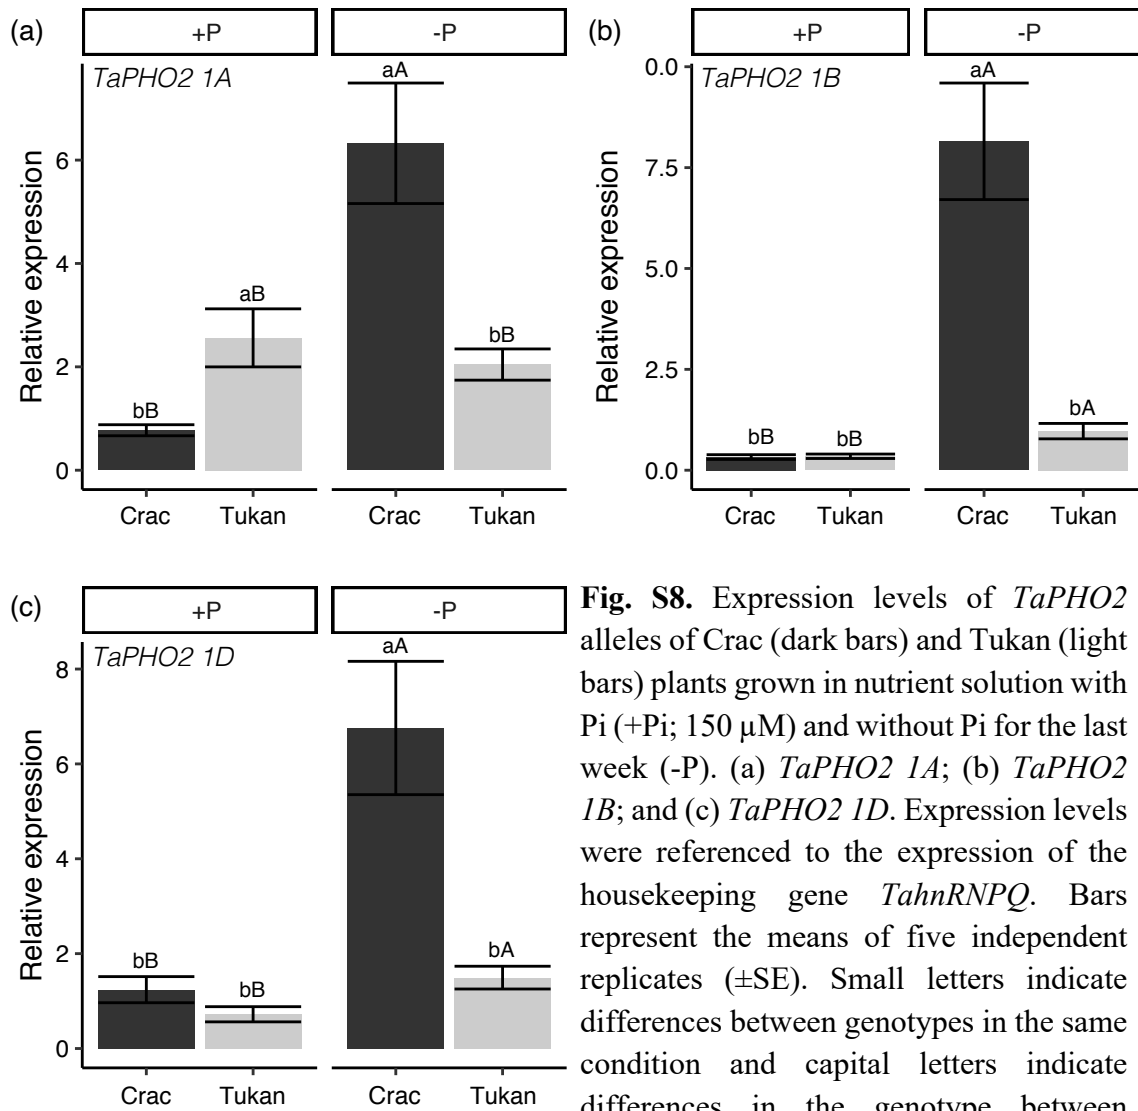 (a)
+P
-P
TaPHO2 1A
Relative expression
6
4
2
0
bB
aB
aA
bB
Crac
Tukan
Crac
Tukan
(b)
+P
-P
TaPHO2 1B
Relative expression
0.0
7.5
5.0
2.5
0.0
bB
bB
aA
bA
Crac
Tukan
Crac
Tukan
(c)
+P
-P
TaPHO2 1D
Relative expression
8
6
4
2
0
bB
bB
aA
bA
Crac
Tukan
Crac
Tukan
Fig. S8. Expression levels of TaPHO2
alleles of Crac (dark bars) and Tukan (light
bars) plants grown in nutrient solution with
Pi (+Pi; 150 µM) and without Pi for the last
week (-P). (a) TaPHO2 1A; (b) TaPHO2
1B; and (c) TaPHO2 1D. Expression levels
were referenced to the expression of the
housekeeping gene TahnRNPQ. Bars
represent the means of five independent
replicates (±SE). Small letters indicate
differences between genotypes in the same
condition and capital letters indicate
differences in the genotype between